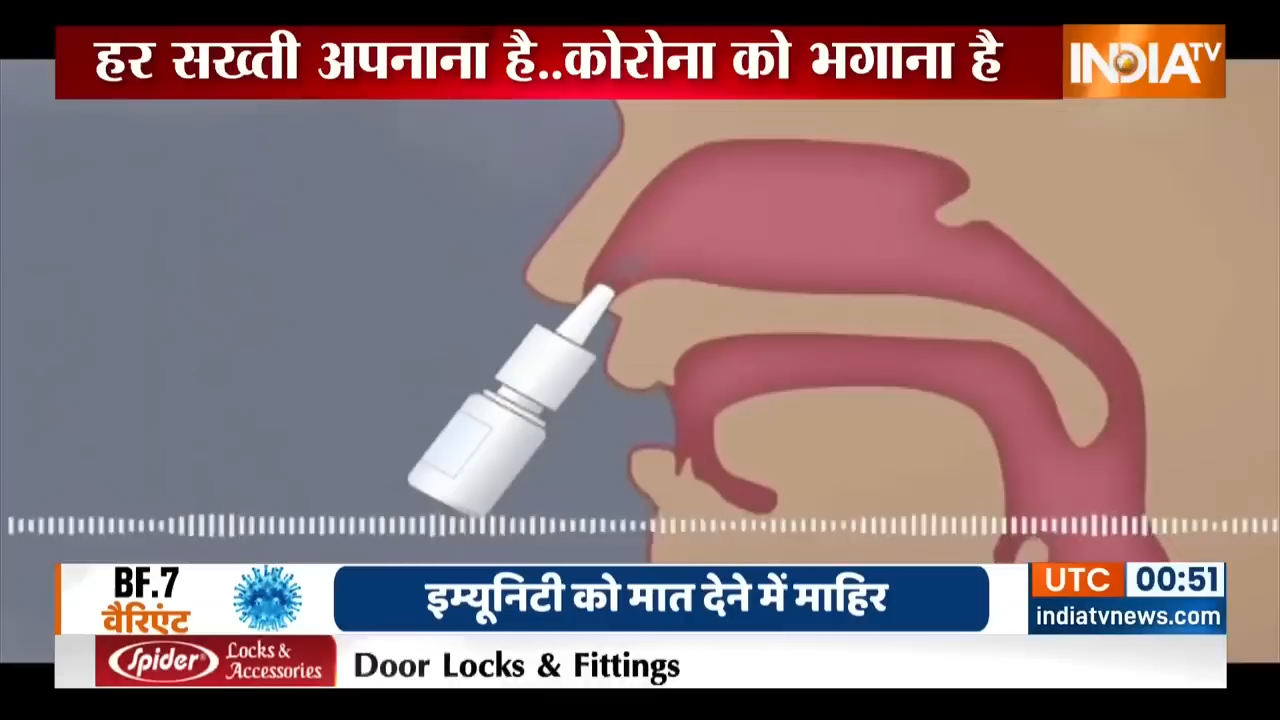 हर सख्ती अपनाना है..कोरोना को भगाना है
INDIA TV
BF.7
वैरिएंट
इम्यूनिटी को मात देने में माहिर
UTC 00:51
indiatvnews.com
Spider®
Locks &
Accessories
Door Locks & Fittings